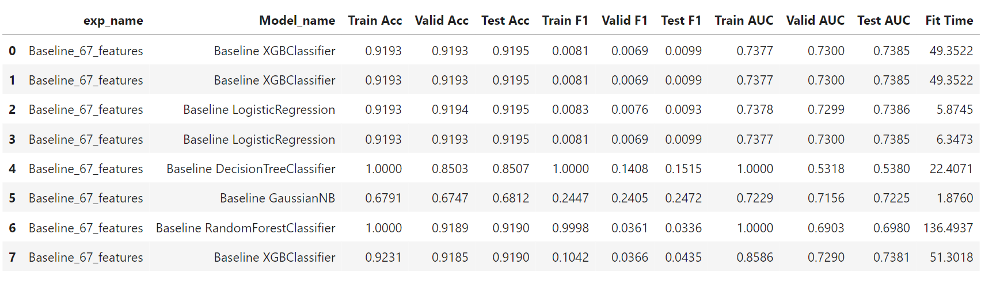 exp_name Model_name Train Acc Valid Acc Test Acc Train F1 Valid F1 Test F1 Train AUC Valid AUC Test AUC Fit Time
0 Baseline_67_features Baseline XGBClassifier 0.9193 0.9193 0.9195 0.0081 0.0069 0.0099 0.7377 0.7300 0.7385 49.3522
1 Baseline_67_features Baseline XGBClassifier 0.9193 0.9193 0.9195 0.0081 0.0069 0.0099 0.7377 0.7300 0.7385 49.3522
2 Baseline_67_features Baseline LogisticRegression 0.9193 0.9194 0.9195 0.0083 0.0076 0.0093 0.7378 0.7299 0.7386 5.8745
3 Baseline_67_features Baseline LogisticRegression 0.9193 0.9193 0.9195 0.0081 0.0069 0.0099 0.7377 0.7300 0.7385 6.3473
4 Baseline_67_features Baseline DecisionTreeClassifier 1.0000 0.8503 0.8507 1.0000 0.1408 0.1515 1.0000 0.5318 0.5380 22.4071
5 Baseline_67_features Baseline GaussianNB 0.6791 0.6747 0.6812 0.2447 0.2405 0.2472 0.7229 0.7156 0.7225 1.8760
6 Baseline_67_features Baseline RandomForestClassifier 1.0000 0.9189 0.9190 0.9998 0.0361 0.0336 1.0000 0.6903 0.6980 136.4937
7 Baseline_67_features Baseline XGBClassifier 0.9231 0.9185 0.9190 0.1042 0.0366 0.0435 0.8586 0.7290 0.7381 51.3018